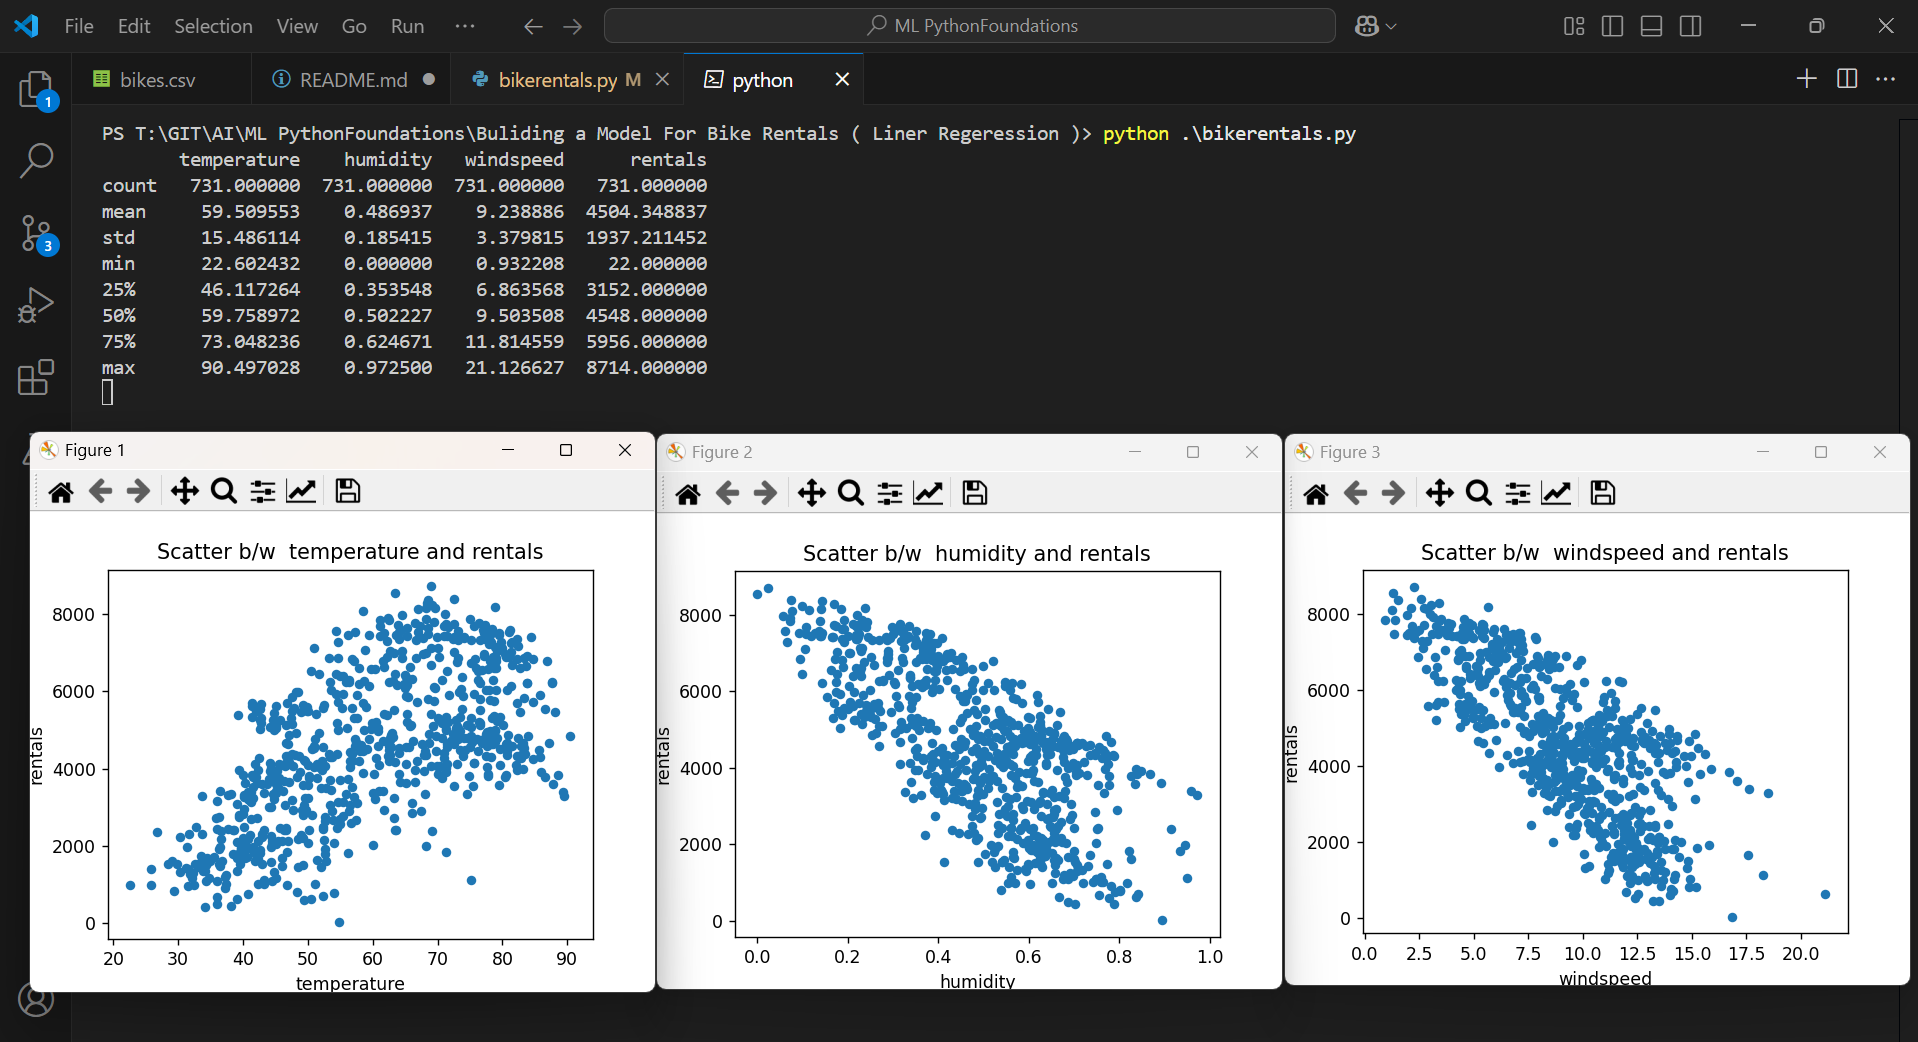 File Edit Selection View Go Run ... ML PythonFoundations
bikes.csv README.md bikerentals.py M python
1
3
PS T:\GIT\AI\ML PythonFoundations\Buliding a Model For Bike Rentals ( Liner Regeression )> python .\bikerentals.py
temperature humidity windspeed rentals
count 731.000000 731.000000 731.000000 731.000000
mean 59.509553 0.486937 9.238886 4504.348837
std 15.486114 0.185415 3.379815 1937.211452
min 22.602432 0.000000 0.932208 22.000000
25% 46.117264 0.353548 6.863568 3152.000000
50% 59.758972 0.502227 9.503508 4548.000000
75% 73.048236 0.624671 11.814559 5956.000000
max 90.497028 0.972500 21.126627 8714.000000
Figure 1
Scatter b/w temperature and rentals
8000
6000
4000
2000
0
rentals
20 30 40 50 60 70 80 90
temperature
Figure 2
Scatter b/w humidity and rentals
8000
6000
4000
2000
0
rentals
0.0 0.2 0.4 0.6 0.8 1.0
humidity
Figure 3
Scatter b/w windspeed and rentals
8000
6000
4000
2000
0
rentals
0.0 2.5 5.0 7.5 10.0 12.5 15.0 17.5 20.0
windspeed